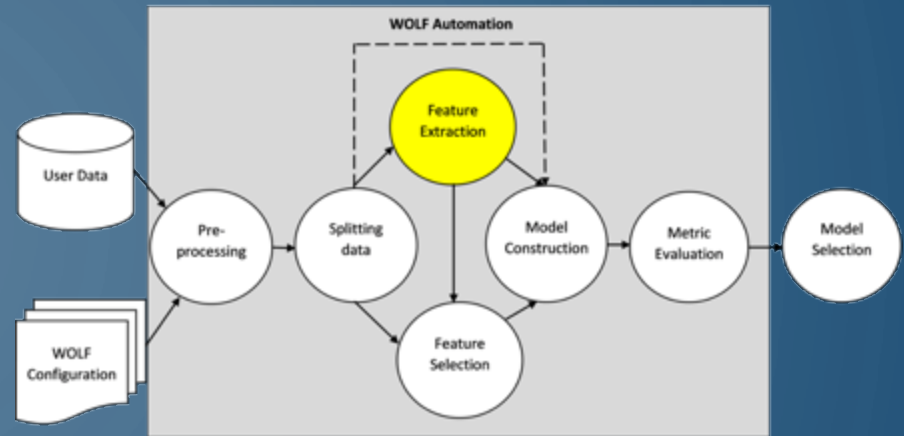 WOLF Automation
Feature
Extraction
User Data
Pre-
processing
Splitting
data
Model
Construction
Metric
Evaluation
Model
Selection
WOLF
Configuration
Feature
Selection